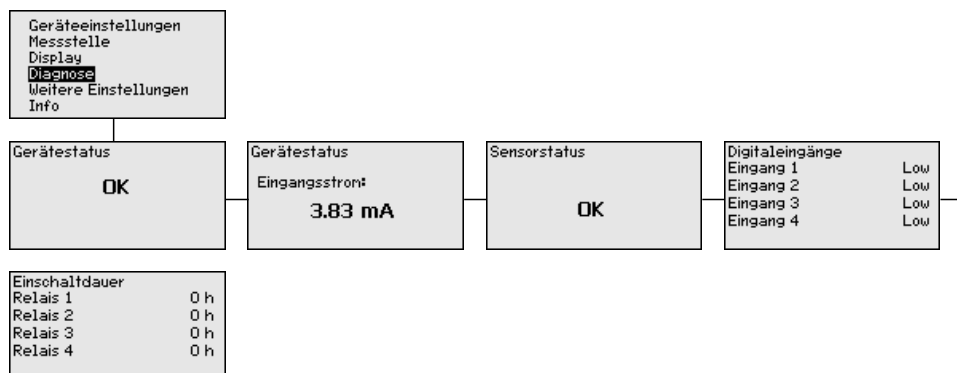 Geräteeinstellungen
Messstelle
Display
Diagnose
Weitere Einstellungen
Info
Gerätestatus
OK
Gerätestatus
Eingangsstron:
3.83 mA
Sensorstatus
OK
Digitaleingänge
Eingang 1 Low
Eingang 2 Low
Eingang 3 Low
Eingang 4 Low
Einschaltdauer
Relais 1 0 h
Relais 2 0 h
Relais 3 0 h
Relais 4 0 h